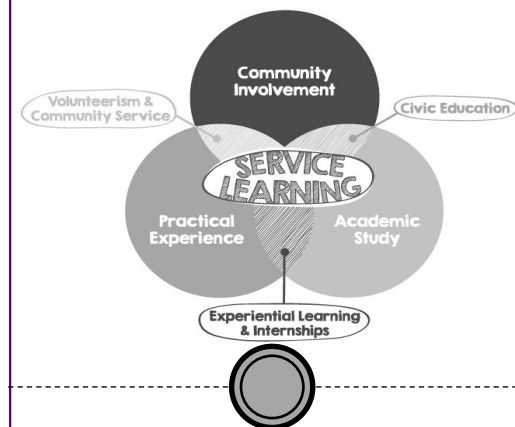 Community
Involvement
Volunteerism &
Community Service
Civic Education
SERVICE
LEARNING
Practical
Experience
Academic
Study
Experiential Learning
& Internships